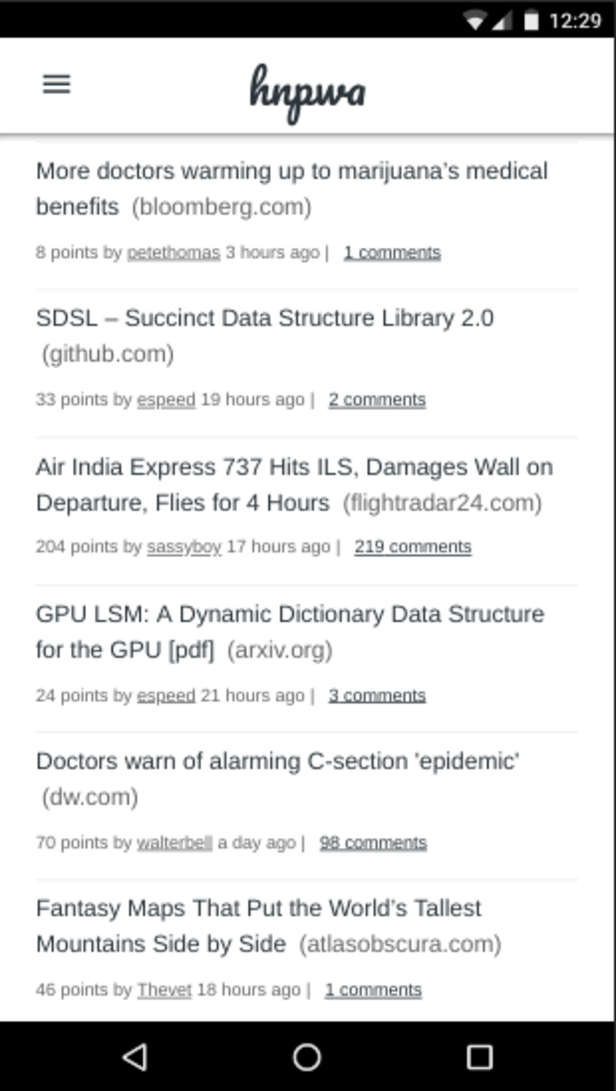 12:29
hnpwa
More doctors warming up to marijuana’s medical
benefits (bloomberg.com)
8 points by petethomas 3 hours ago | 1 comments
SDSL – Succinct Data Structure Library 2.0
(github.com)
33 points by espeed 19 hours ago | 2 comments
Air India Express 737 Hits ILS, Damages Wall on
Departure, Flies for 4 Hours (flightradar24.com)
204 points by sassyboy 17 hours ago | 219 comments
GPU LSM: A Dynamic Dictionary Data Structure
for the GPU [pdf] (arxiv.org)
24 points by espeed 21 hours ago | 3 comments
Doctors warn of alarming C-section 'epidemic'
(dw.com)
70 points by walterbell a day ago | 98 comments
Fantasy Maps That Put the World’s Tallest
Mountains Side by Side (atlasobscura.com)
46 points by Thevet 18 hours ago | 1 comments